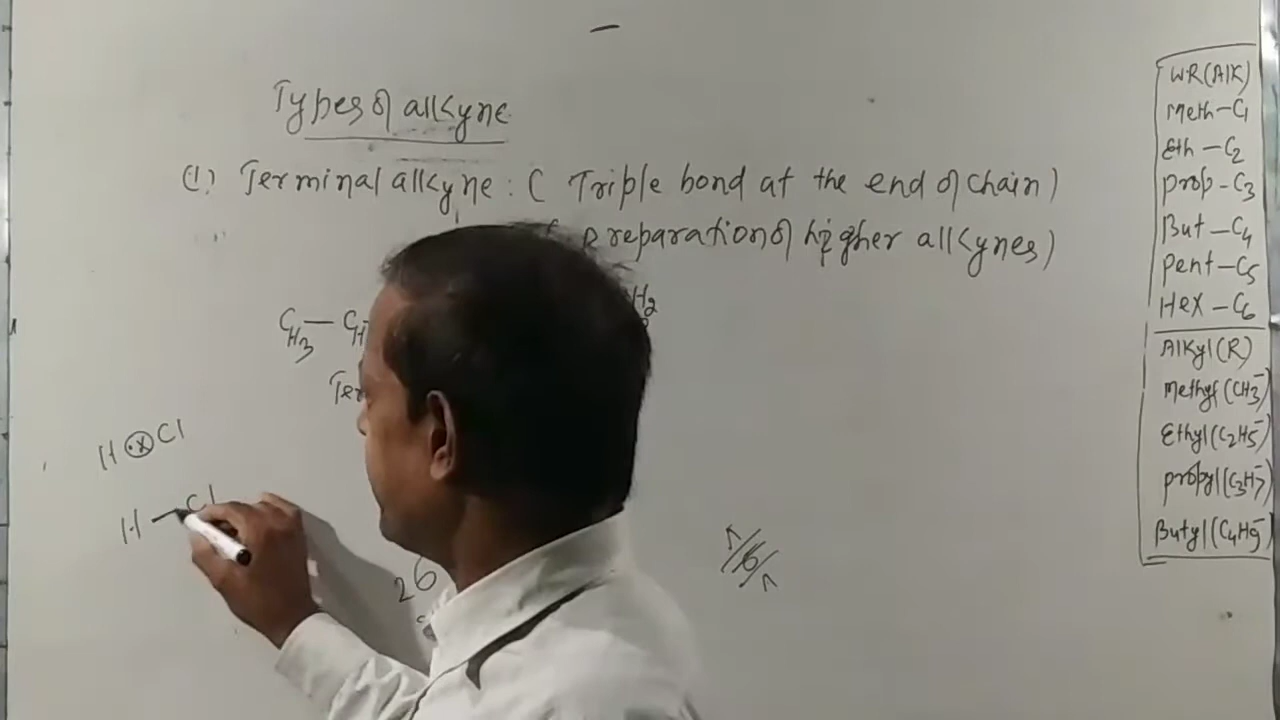 Types of alkyne
(1.) Terminal alkyne : ( Triple bond at the end of chain)
( Preparation of higher alkynes)
CH3 — CH
H2
Ter
H Cl
H — Cl
26
WR(Alk)
Meth – C1
Eth – C2
Prop – C3
But – C4
Pent – C5
Hex – C6
Alkyl (R)
Methyl (CH3-)
Ethyl (C2H5-)
propyl (C3H7-)
Butyl (C4H9-)